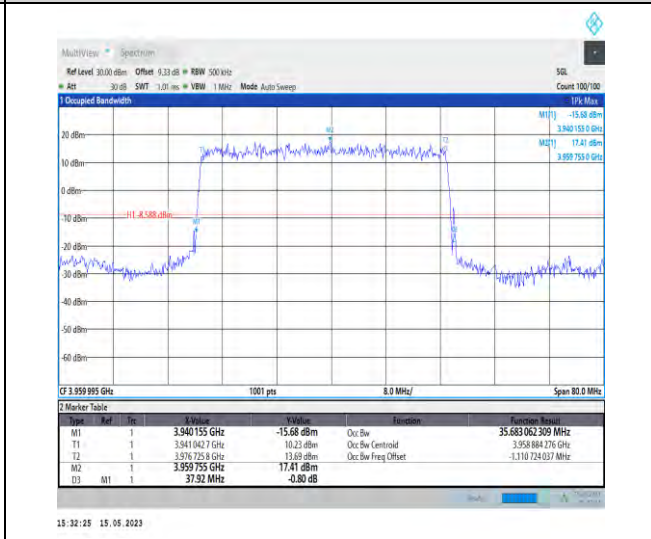 MultiView Spectrum
Ref Level 30.00 dBm Offset 9.33 dB RBW 500 kHz SGL
Att 30 dB SWT 1.01 ms VBW 1 MHz Mode Auto Sweep Count 100/100
1 Occupied Bandwidth 1Pk Max
M1[1] -15.68 dBm
3.940 155 0 GHz
M2[1] 17.41 dBm
3.959 755 0 GHz
20 dBm
M2
T1
T2
10 dBm
0 dBm
-10 dBm
H1 -8.588 dBm
M1
-20 dBm
-30 dBm
-40 dBm
-50 dBm
-60 dBm
CF 3.959 995 GHz 1001 pts 8.0 MHz/ Span 80.0 MHz
2 Marker Table
Type Ref Trc X-Value Y-Value Function Function Result
M1 1 3.940155 GHz -15.68 dBm Occ Bw 35.683 062 309 MHz
T1 1 3.941 042 7 GHz 10.23 dBm Occ Bw Centroid 3.958 884 276 GHz
T2 1 3.976 725 8 GHz 13.69 dBm Occ Bw Freq Offset -1.110 724 037 MHz
M2 1 3.959 755 GHz 17.41 dBm
D3 M1 1 37.92 MHz -0.80 dB
15:32:25 15.05.2023